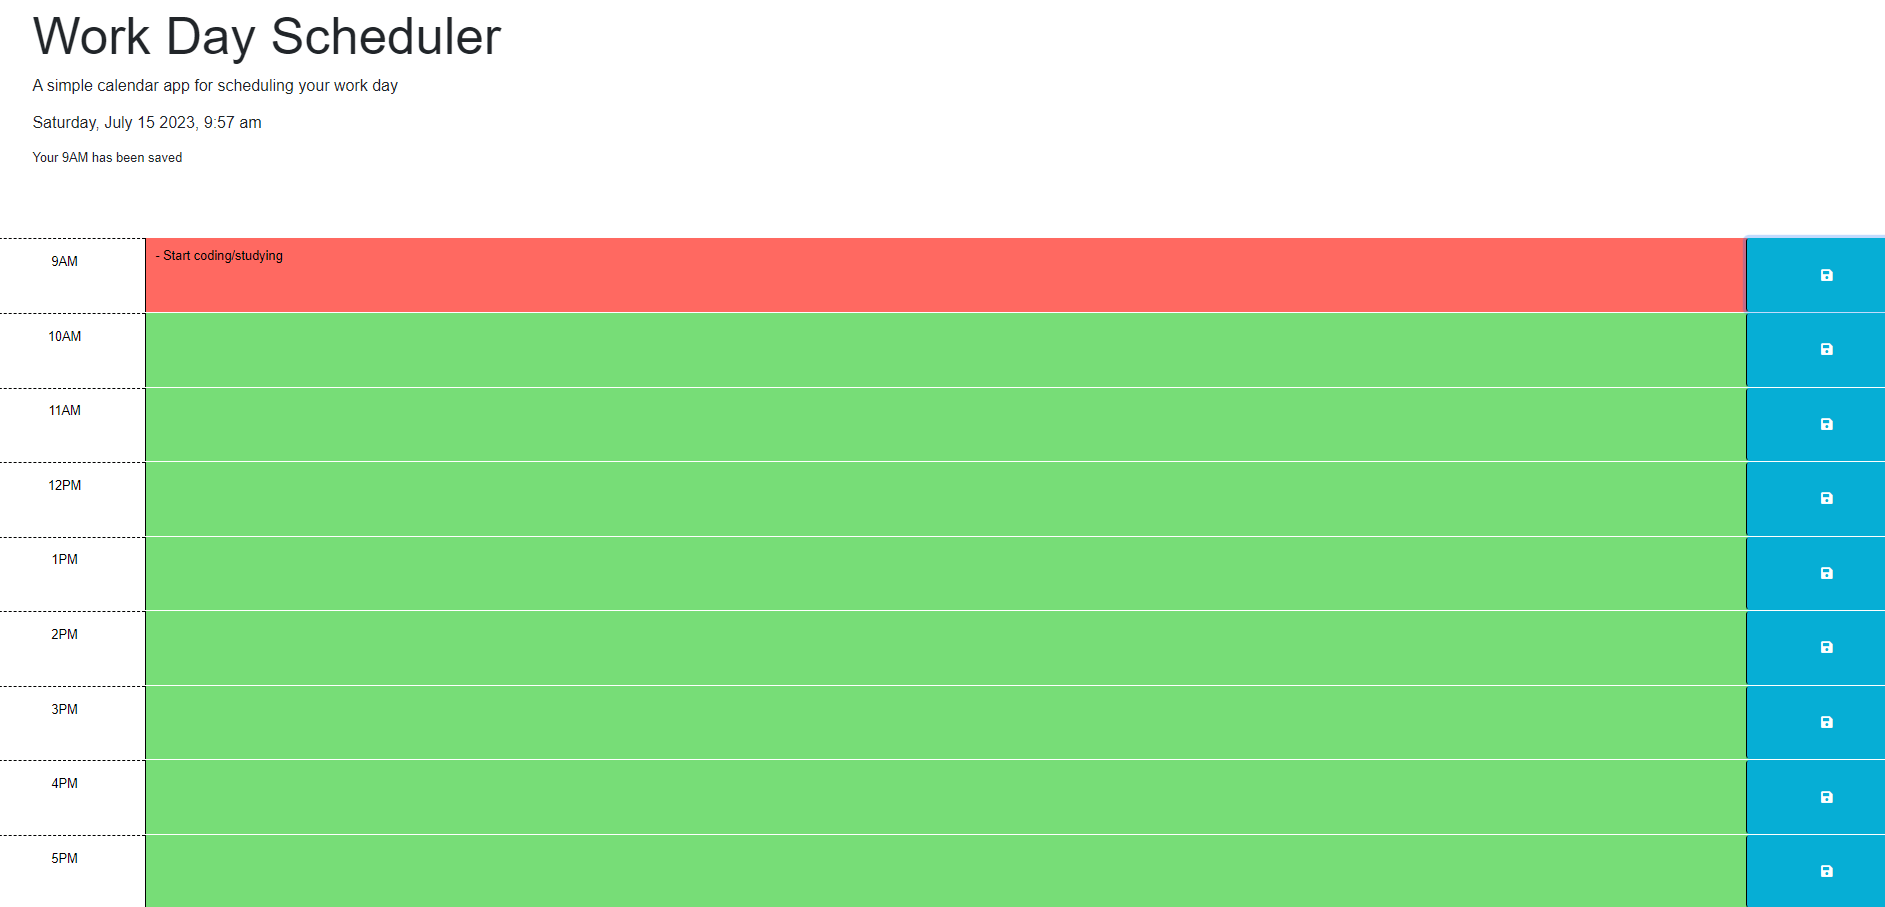 Work Day Scheduler
A simple calendar app for scheduling your work day
Saturday, July 15 2023, 9:57 am
Your 9AM has been saved
9AM
- Start coding/studying
10AM
11AM
12PM
1PM
2PM
3PM
4PM
5PM